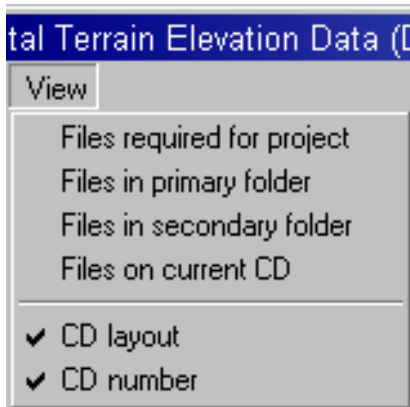 tal Terrain Elevation Data (
View
Files required for project
Files in primary folder
Files in secondary folder
Files on current CD
CD layout
CD number